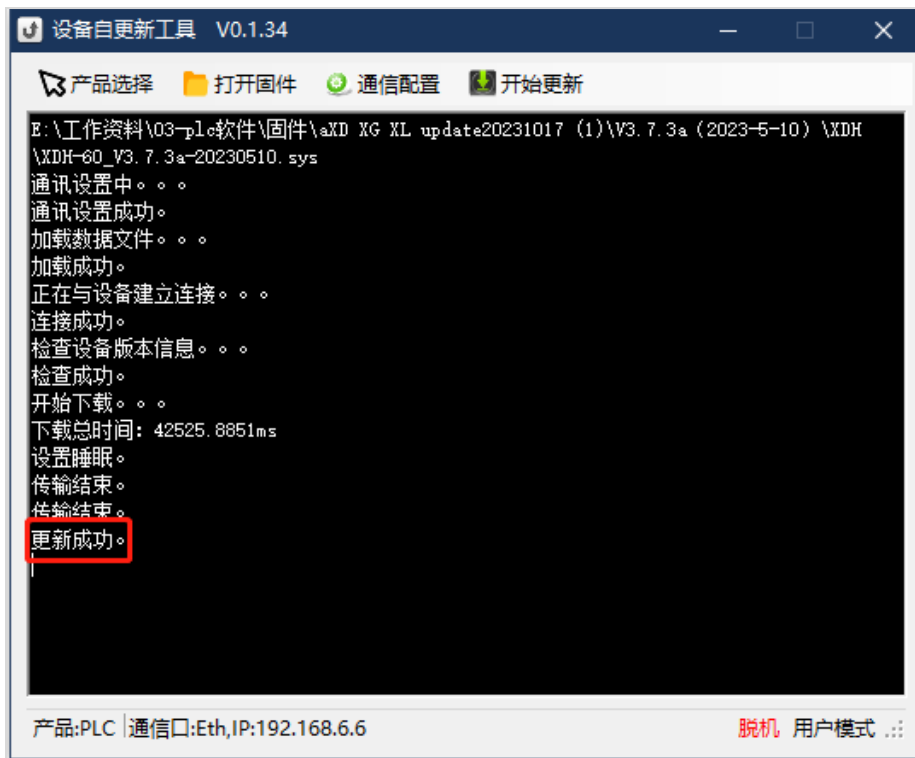 设备自更新工具 V0.1.34
产品选择 打开固件 通信配置 开始更新
E:\工作资料\03-plc软件\固件\aXD XG XL update20231017 (1)\V3.7.3a（2023-5-10）\XDH
\XDH-60_V3.7.3a-20230510.sys
通讯设置中。。。
通讯设置成功。
加载数据文件。。。
加载成功。
正在与设备建立连接。。。
连接成功。
检查设备版本信息。。。
检查成功。
开始下载。。。
下载总时间: 42525.8851ms
设置睡眠。
传输结束。
传输结束。
更新成功。
产品:PLC 通信口:Eth,IP:192.168.6.6 脱机 用户模式